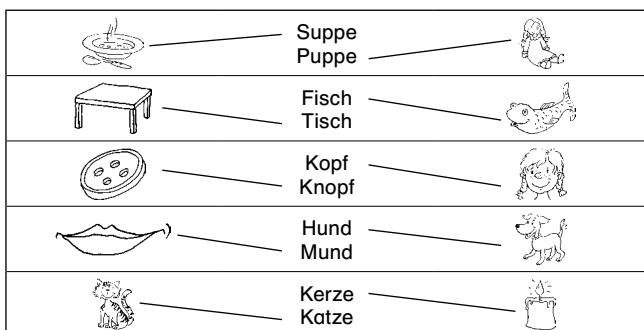 Suppe
Puppe
Fisch
Tisch
Kopf
Knopf
Hund
Mund
Kerze
Katze